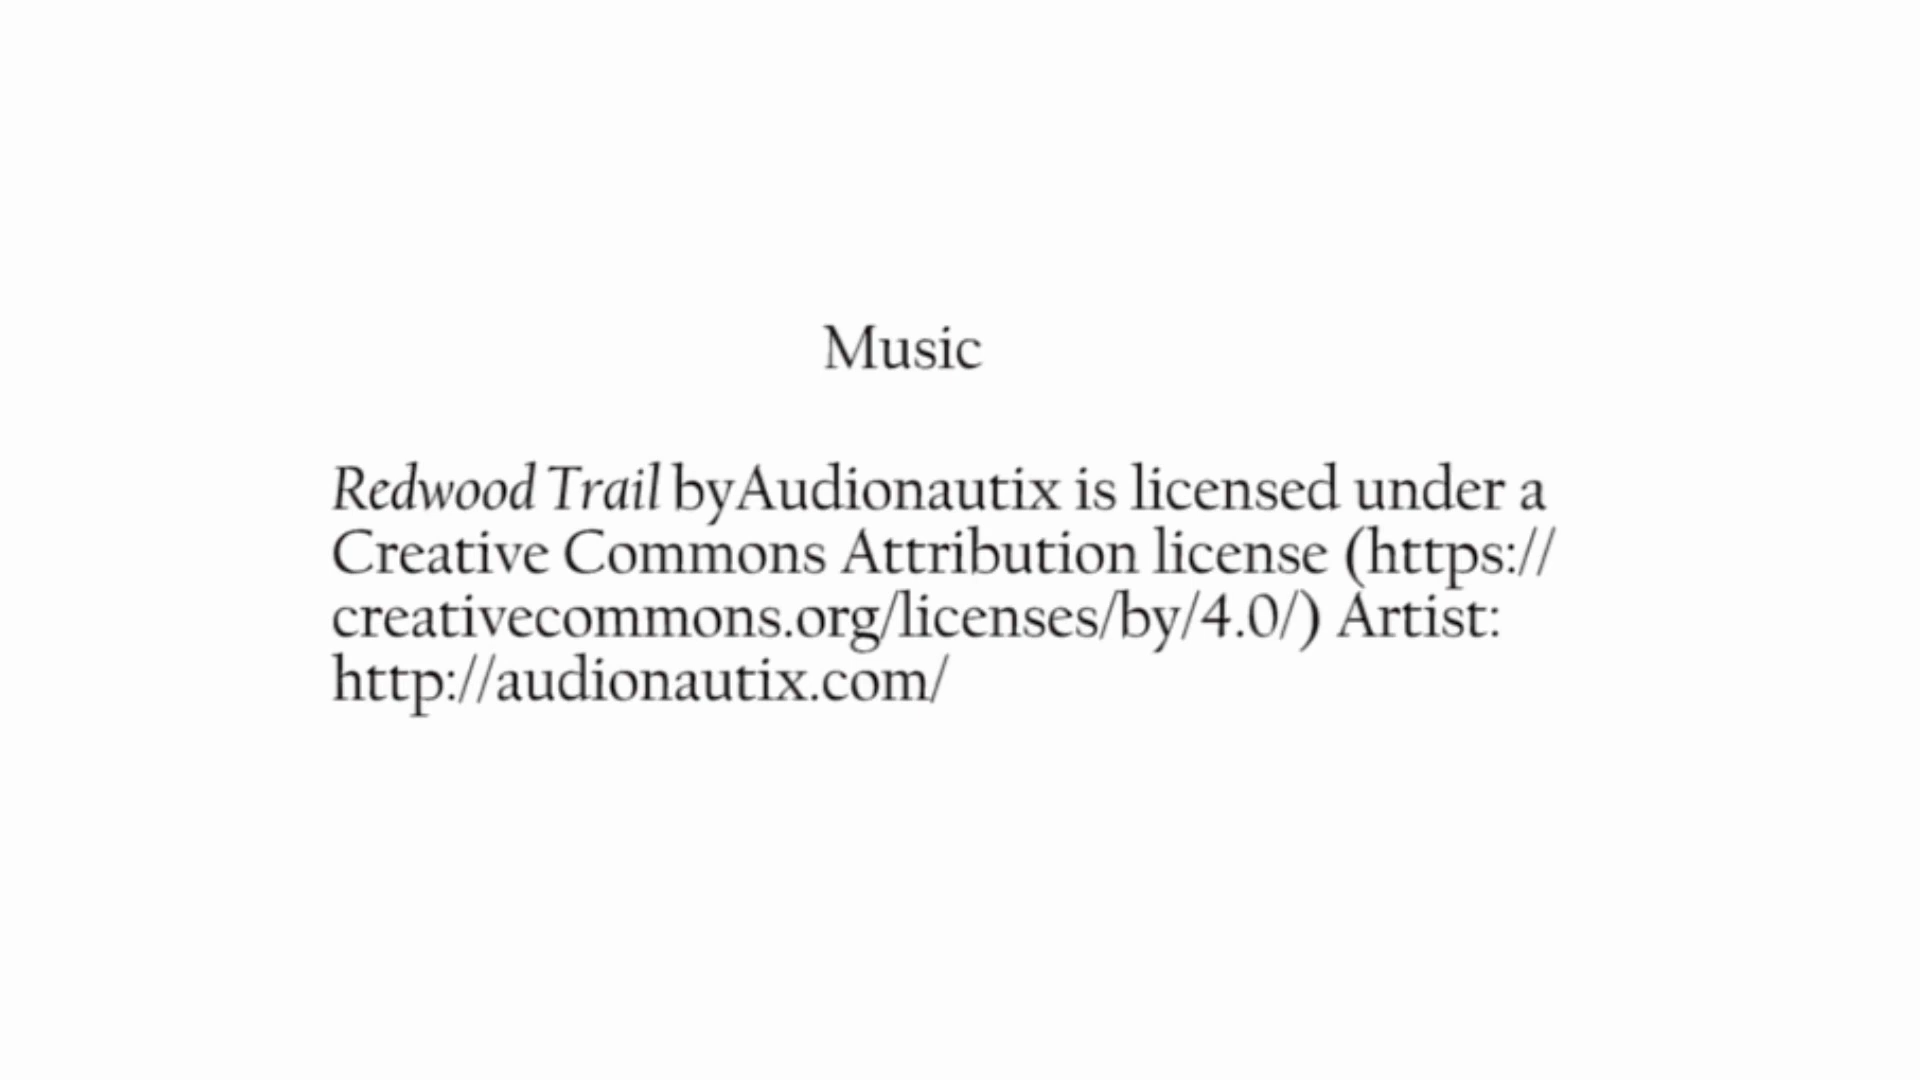 Music
Redwood Trail byAudionautix is licensed under a
Creative Commons Attribution license (https://
creativecommons.org/licenses/by/4.0/) Artist:
http://audionautix.com/